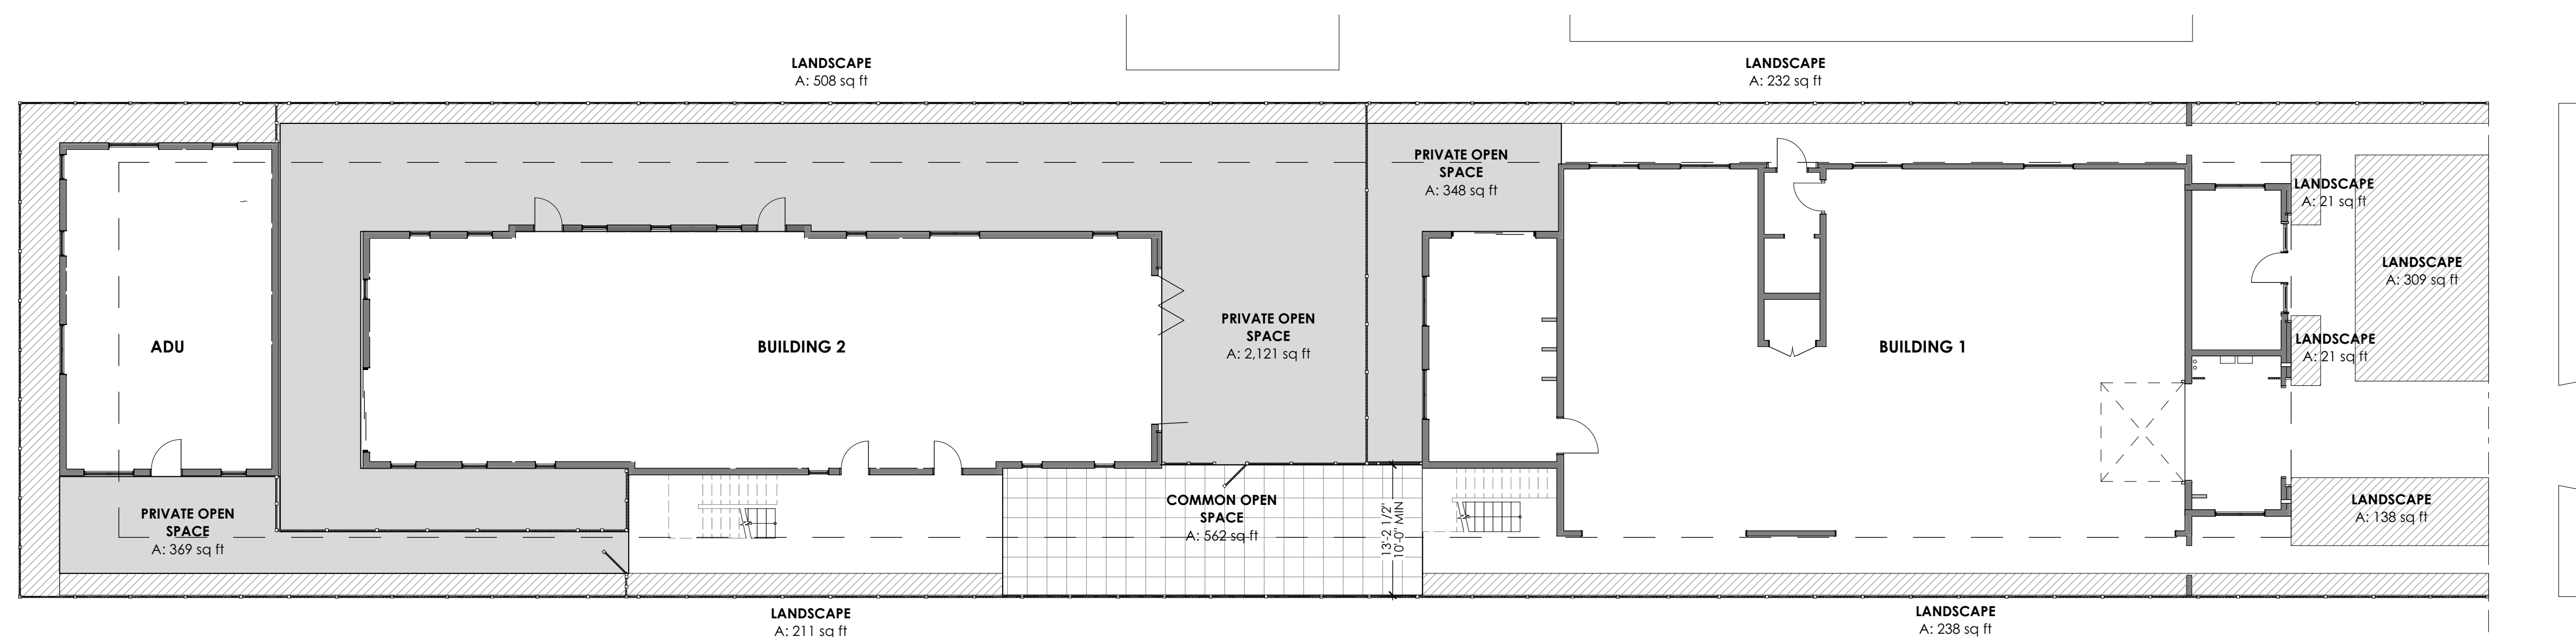 LANDSCAPE
A: 508 sq ft
LANDSCAPE
A: 232 sq ft
PRIVATE OPEN
SPACE
A: 348 sq ft
LANDSCAPE
A: 21 sq ft
LANDSCAPE
A: 309 sq ft
PRIVATE OPEN
SPACE
A: 2,121 sq ft
ADU
BUILDING 2
BUILDING 1
LANDSCAPE
A: 21 sq ft
PRIVATE OPEN
SPACE
A: 369 sq ft
COMMON OPEN
SPACE
A: 562 sq ft
13'-2 1/2"
10'-0" MIN
LANDSCAPE
A: 138 sq ft
LANDSCAPE
A: 211 sq ft
LANDSCAPE
A: 238 sq ft